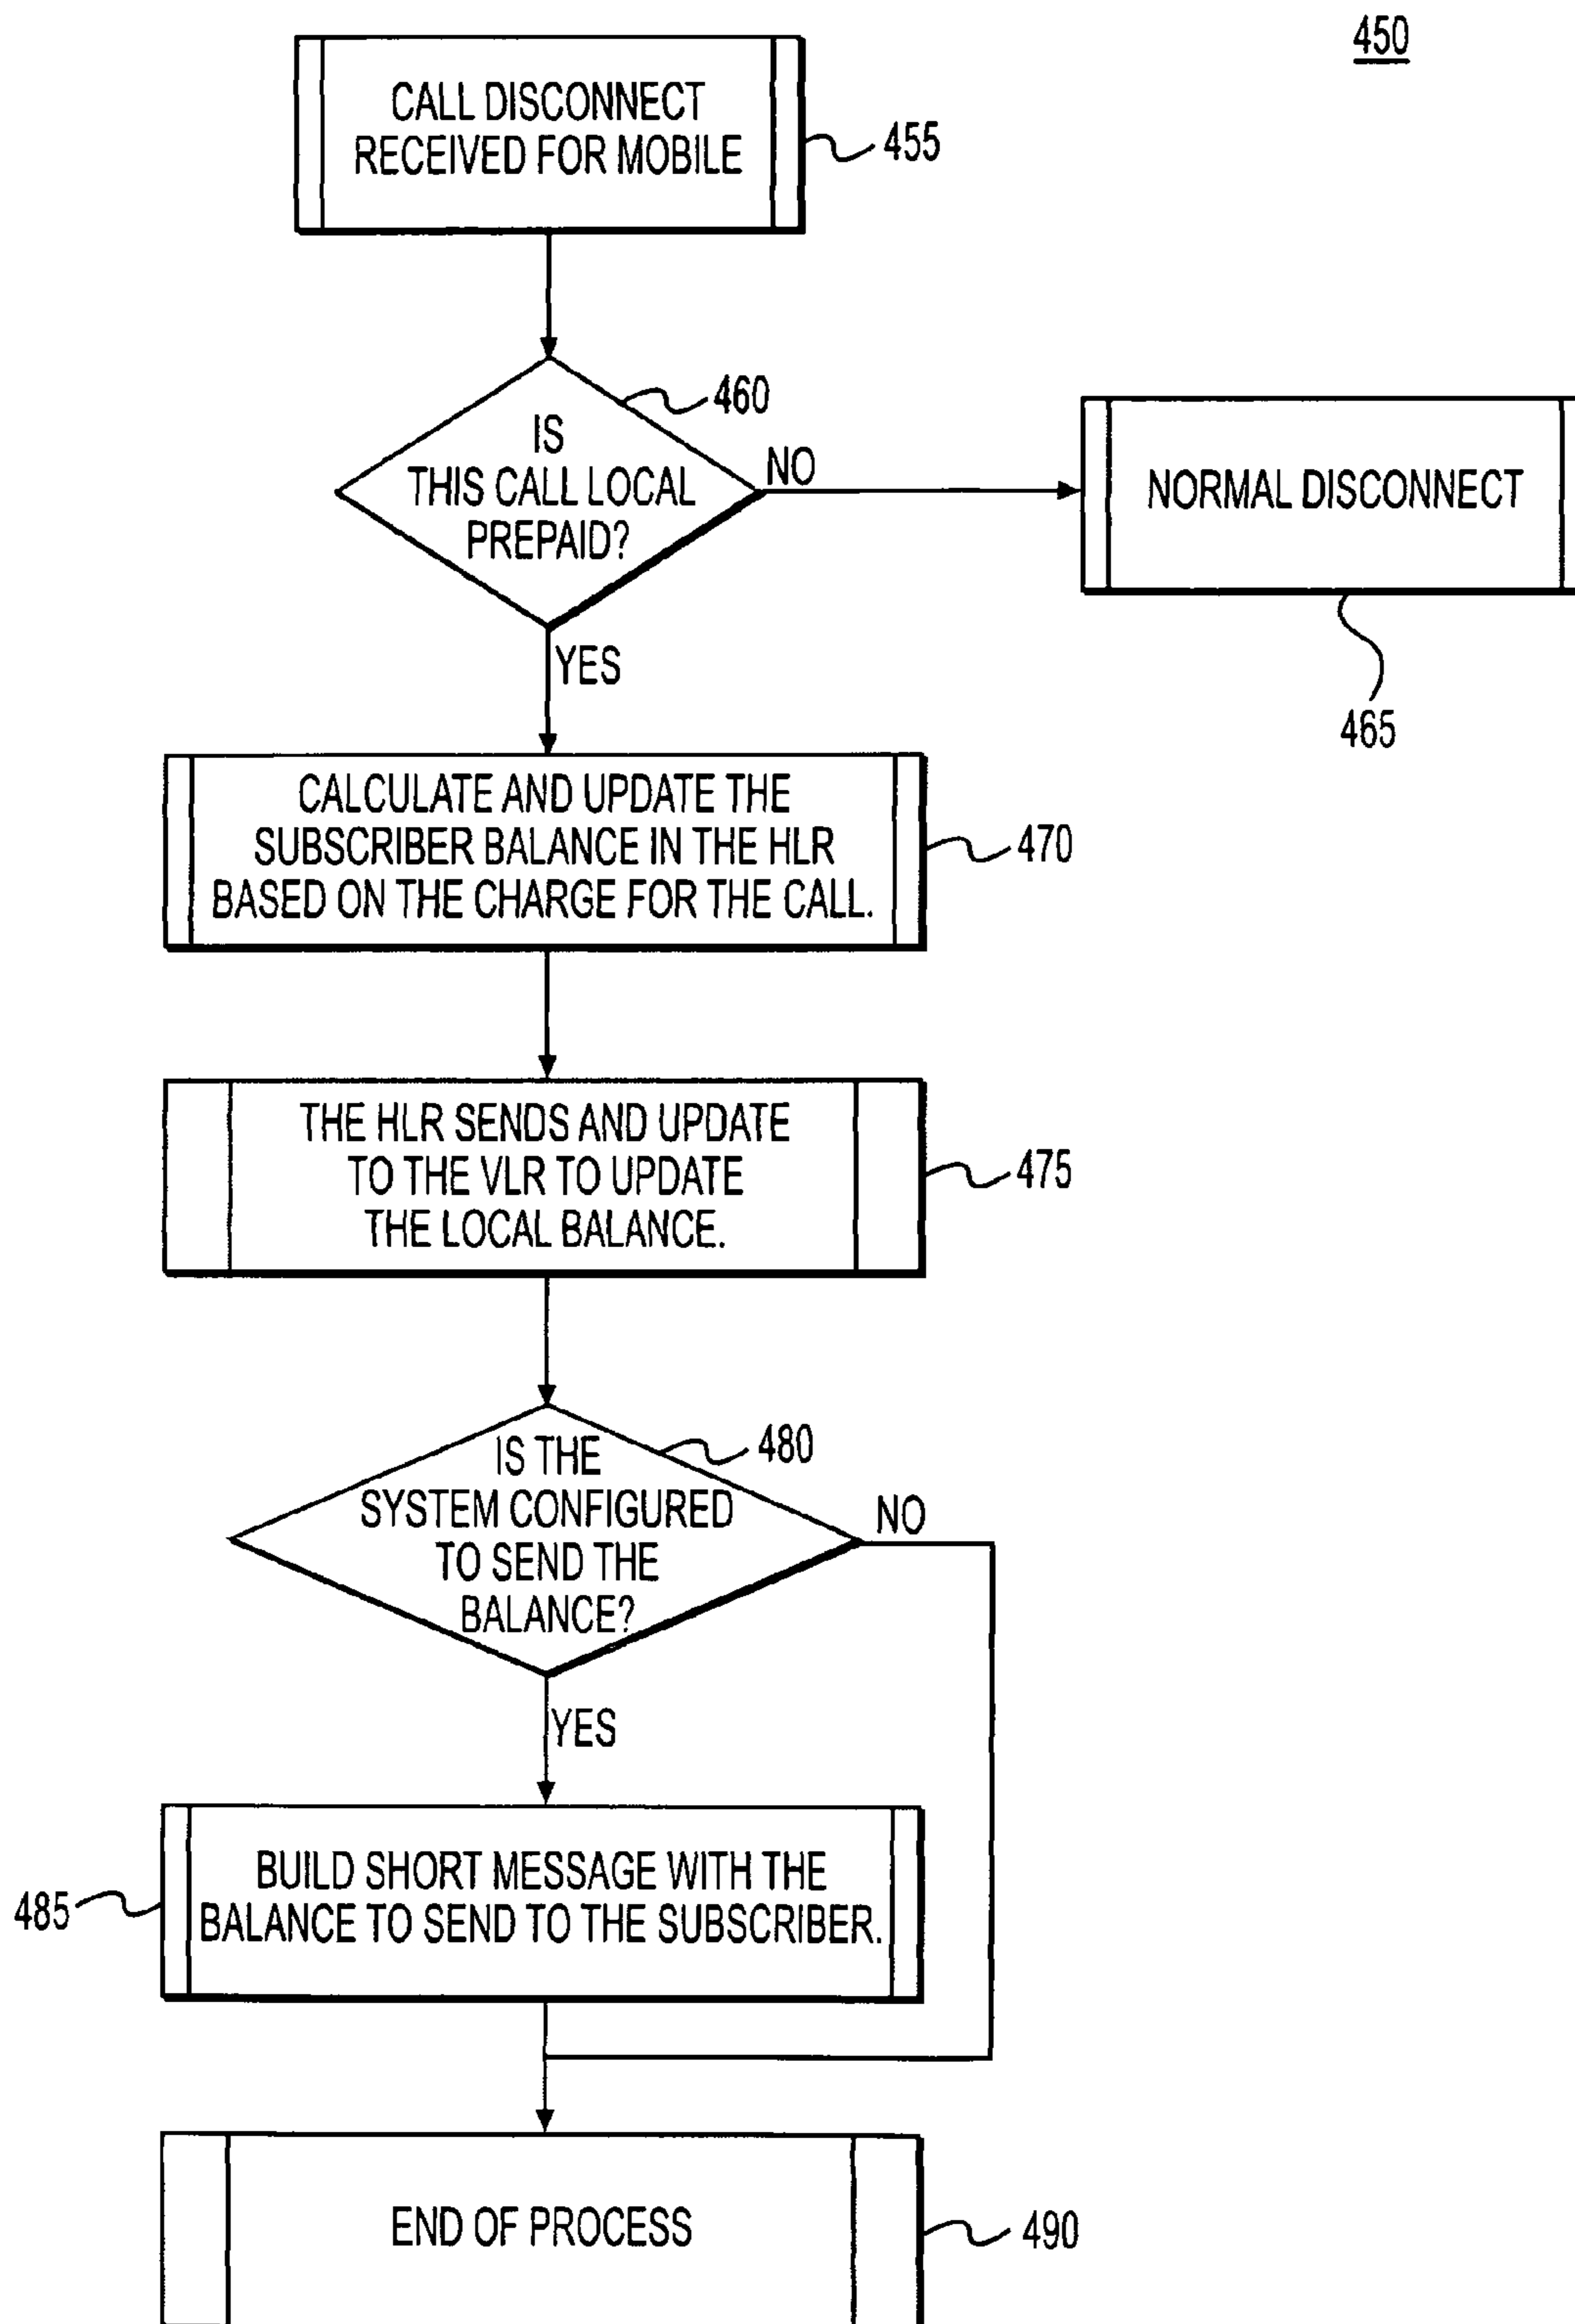 450
CALL DISCONNECT
RECEIVED FOR MOBILE
455
460
IS
THIS CALL LOCAL
PREPAID?
NO
NORMAL DISCONNECT
465
YES
CALCULATE AND UPDATE THE
SUBSCRIBER BALANCE IN THE HLR
BASED ON THE CHARGE FOR THE CALL.
470
THE HLR SENDS AND UPDATE
TO THE VLR TO UPDATE
THE LOCAL BALANCE.
475
480
IS THE
SYSTEM CONFIGURED
TO SEND THE
BALANCE?
NO
YES
BUILD SHORT MESSAGE WITH THE
BALANCE TO SEND TO THE SUBSCRIBER.
485
END OF PROCESS
490